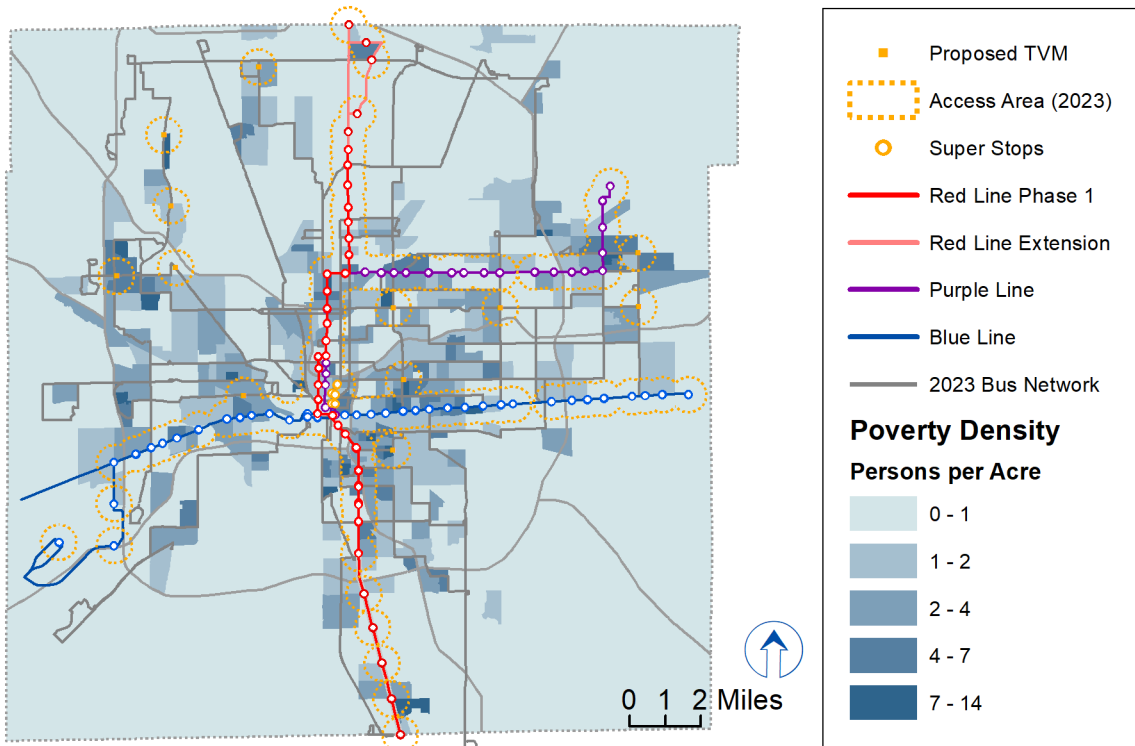 Proposed TVM
Access Area (2023)
Super Stops
Red Line Phase 1
Red Line Extension
Purple Line
Blue Line
2023 Bus Network
Poverty Density
Persons per Acre
0 - 1
1 - 2
2 - 4
4 - 7
7 - 14
0 1 2 Miles